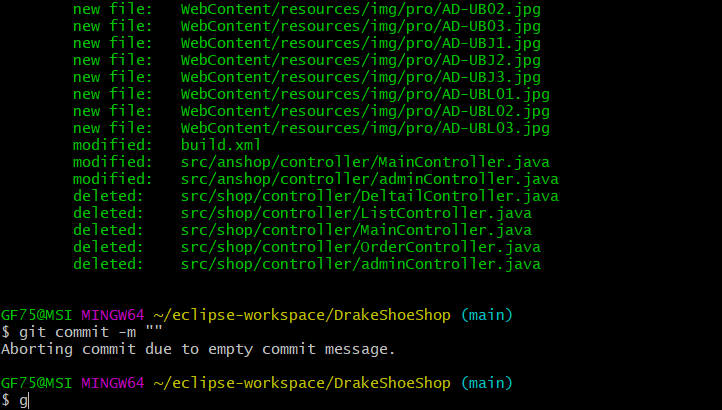 new file:   WebContent/resources/img/pro/AD-UBO2.jpg
new file:   WebContent/resources/img/pro/AD-UBO3.jpg
new file:   WebContent/resources/img/pro/AD-UBJ1.jpg
new file:   WebContent/resources/img/pro/AD-UBJ2.jpg
new file:   WebContent/resources/img/pro/AD-UBJ3.jpg
new file:   WebContent/resources/img/pro/AD-UBLO1.jpg
new file:   WebContent/resources/img/pro/AD-UBLO2.jpg
new file:   WebContent/resources/img/pro/AD-UBLO3.jpg
modified:   build.xml
modified:   src/anshop/controller/MainController.java
modified:   src/anshop/controller/adminController.java
deleted:    src/shop/controller/DeltailController.java
deleted:    src/shop/controller/ListController.java
deleted:    src/shop/controller/MainController.java
deleted:    src/shop/controller/OrderController.java
deleted:    src/shop/controller/adminController.java
GF75@MSI MINGW64 ~/eclipse-workspace/DrakeShoeShop (main)
$ git commit -m ""
Aborting commit due to empty commit message.
GF75@MSI MINGW64 ~/eclipse-workspace/DrakeShoeShop (main)
$ g